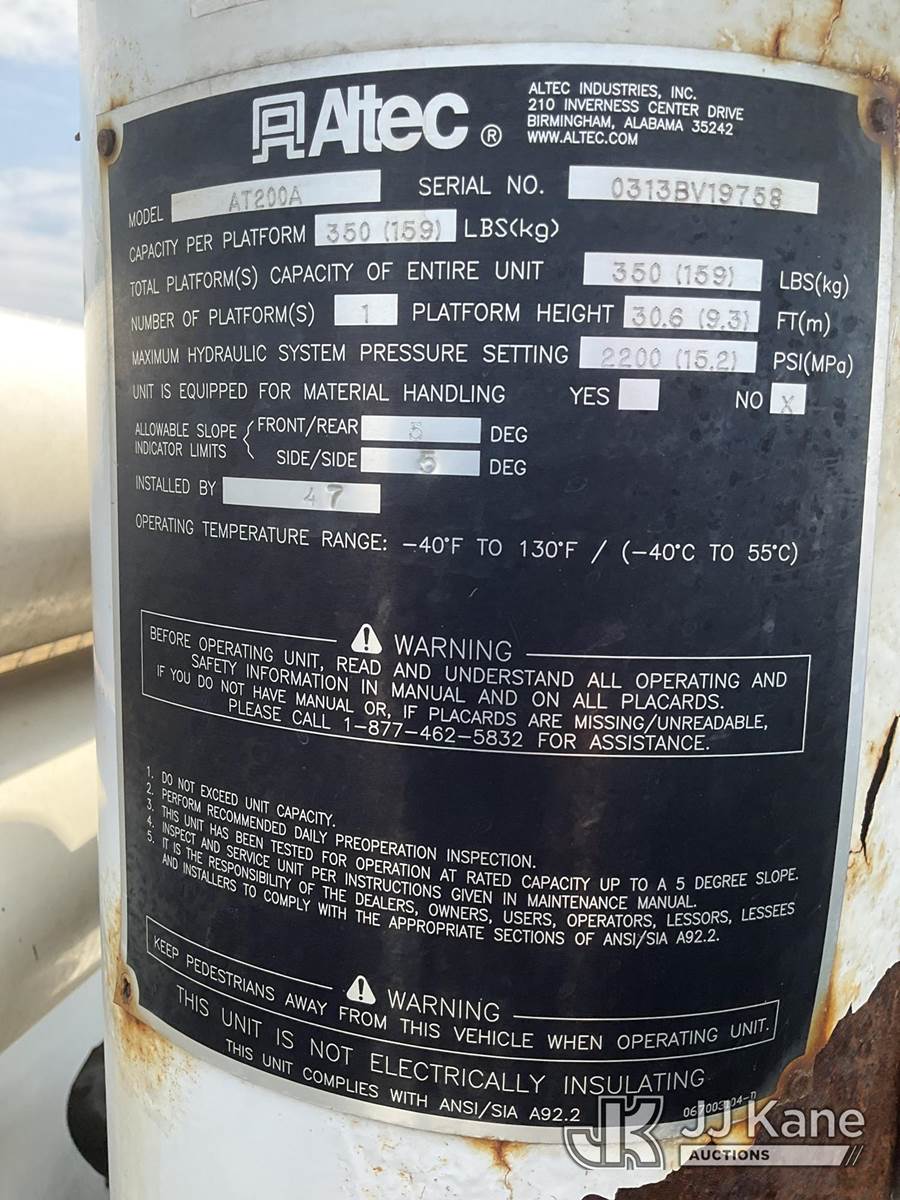 Altec ®
ALTEC INDUSTRIES, INC.
210 INVERNESS CENTER DRIVE
BIRMINGHAM, ALABAMA 35242
WWW.ALTEC.COM
MODEL AT200A SERIAL NO. 0313BV19758
CAPACITY PER PLATFORM 350 (159) LBS(kg)
TOTAL PLATFORM(S) CAPACITY OF ENTIRE UNIT 350 (159) LBS(kg)
NUMBER OF PLATFORM(S) 1 PLATFORM HEIGHT 30.6 (9.3) FT(m)
MAXIMUM HYDRAULIC SYSTEM PRESSURE SETTING 2200 (15.2) PSI(MPa)
UNIT IS EQUIPPED FOR MATERIAL HANDLING YES NO X
ALLOWABLE SLOPE
INDICATOR LIMITS
FRONT/REAR 5 DEG
SIDE/SIDE 5 DEG
INSTALLED BY 47
OPERATING TEMPERATURE RANGE: -40°F TO 130°F / (-40°C TO 55°C)
WARNING
BEFORE OPERATING UNIT, READ AND UNDERSTAND ALL OPERATING AND
SAFETY INFORMATION IN MANUAL AND ON ALL PLACARDS.
IF YOU DO NOT HAVE MANUAL OR, IF PLACARDS ARE MISSING/UNREADABLE,
PLEASE CALL 1-877-462-5832 FOR ASSISTANCE.
1. DO NOT EXCEED UNIT CAPACITY.
2. PERFORM RECOMMENDED DAILY PREOPERATION INSPECTION.
3. THIS UNIT HAS BEEN TESTED FOR OPERATION AT RATED CAPACITY UP TO A 5 DEGREE SLOPE.
4. INSPECT AND SERVICE UNIT PER INSTRUCTIONS GIVEN IN MAINTENANCE MANUAL.
5. IT IS THE RESPONSIBILITY OF THE DEALERS, OWNERS, USERS, OPERATORS, LESSORS, LESSEES
AND INSTALLERS TO COMPLY WITH THE APPROPRIATE SECTIONS OF ANSI/SIA A92.2.
WARNING
KEEP PEDESTRIANS AWAY FROM THIS VEHICLE WHEN OPERATING UNIT.
THIS UNIT IS NOT ELECTRICALLY INSULATING
THIS UNIT COMPLIES WITH ANSI/SIA A92.2
JK JJ Kane
AUCTIONS